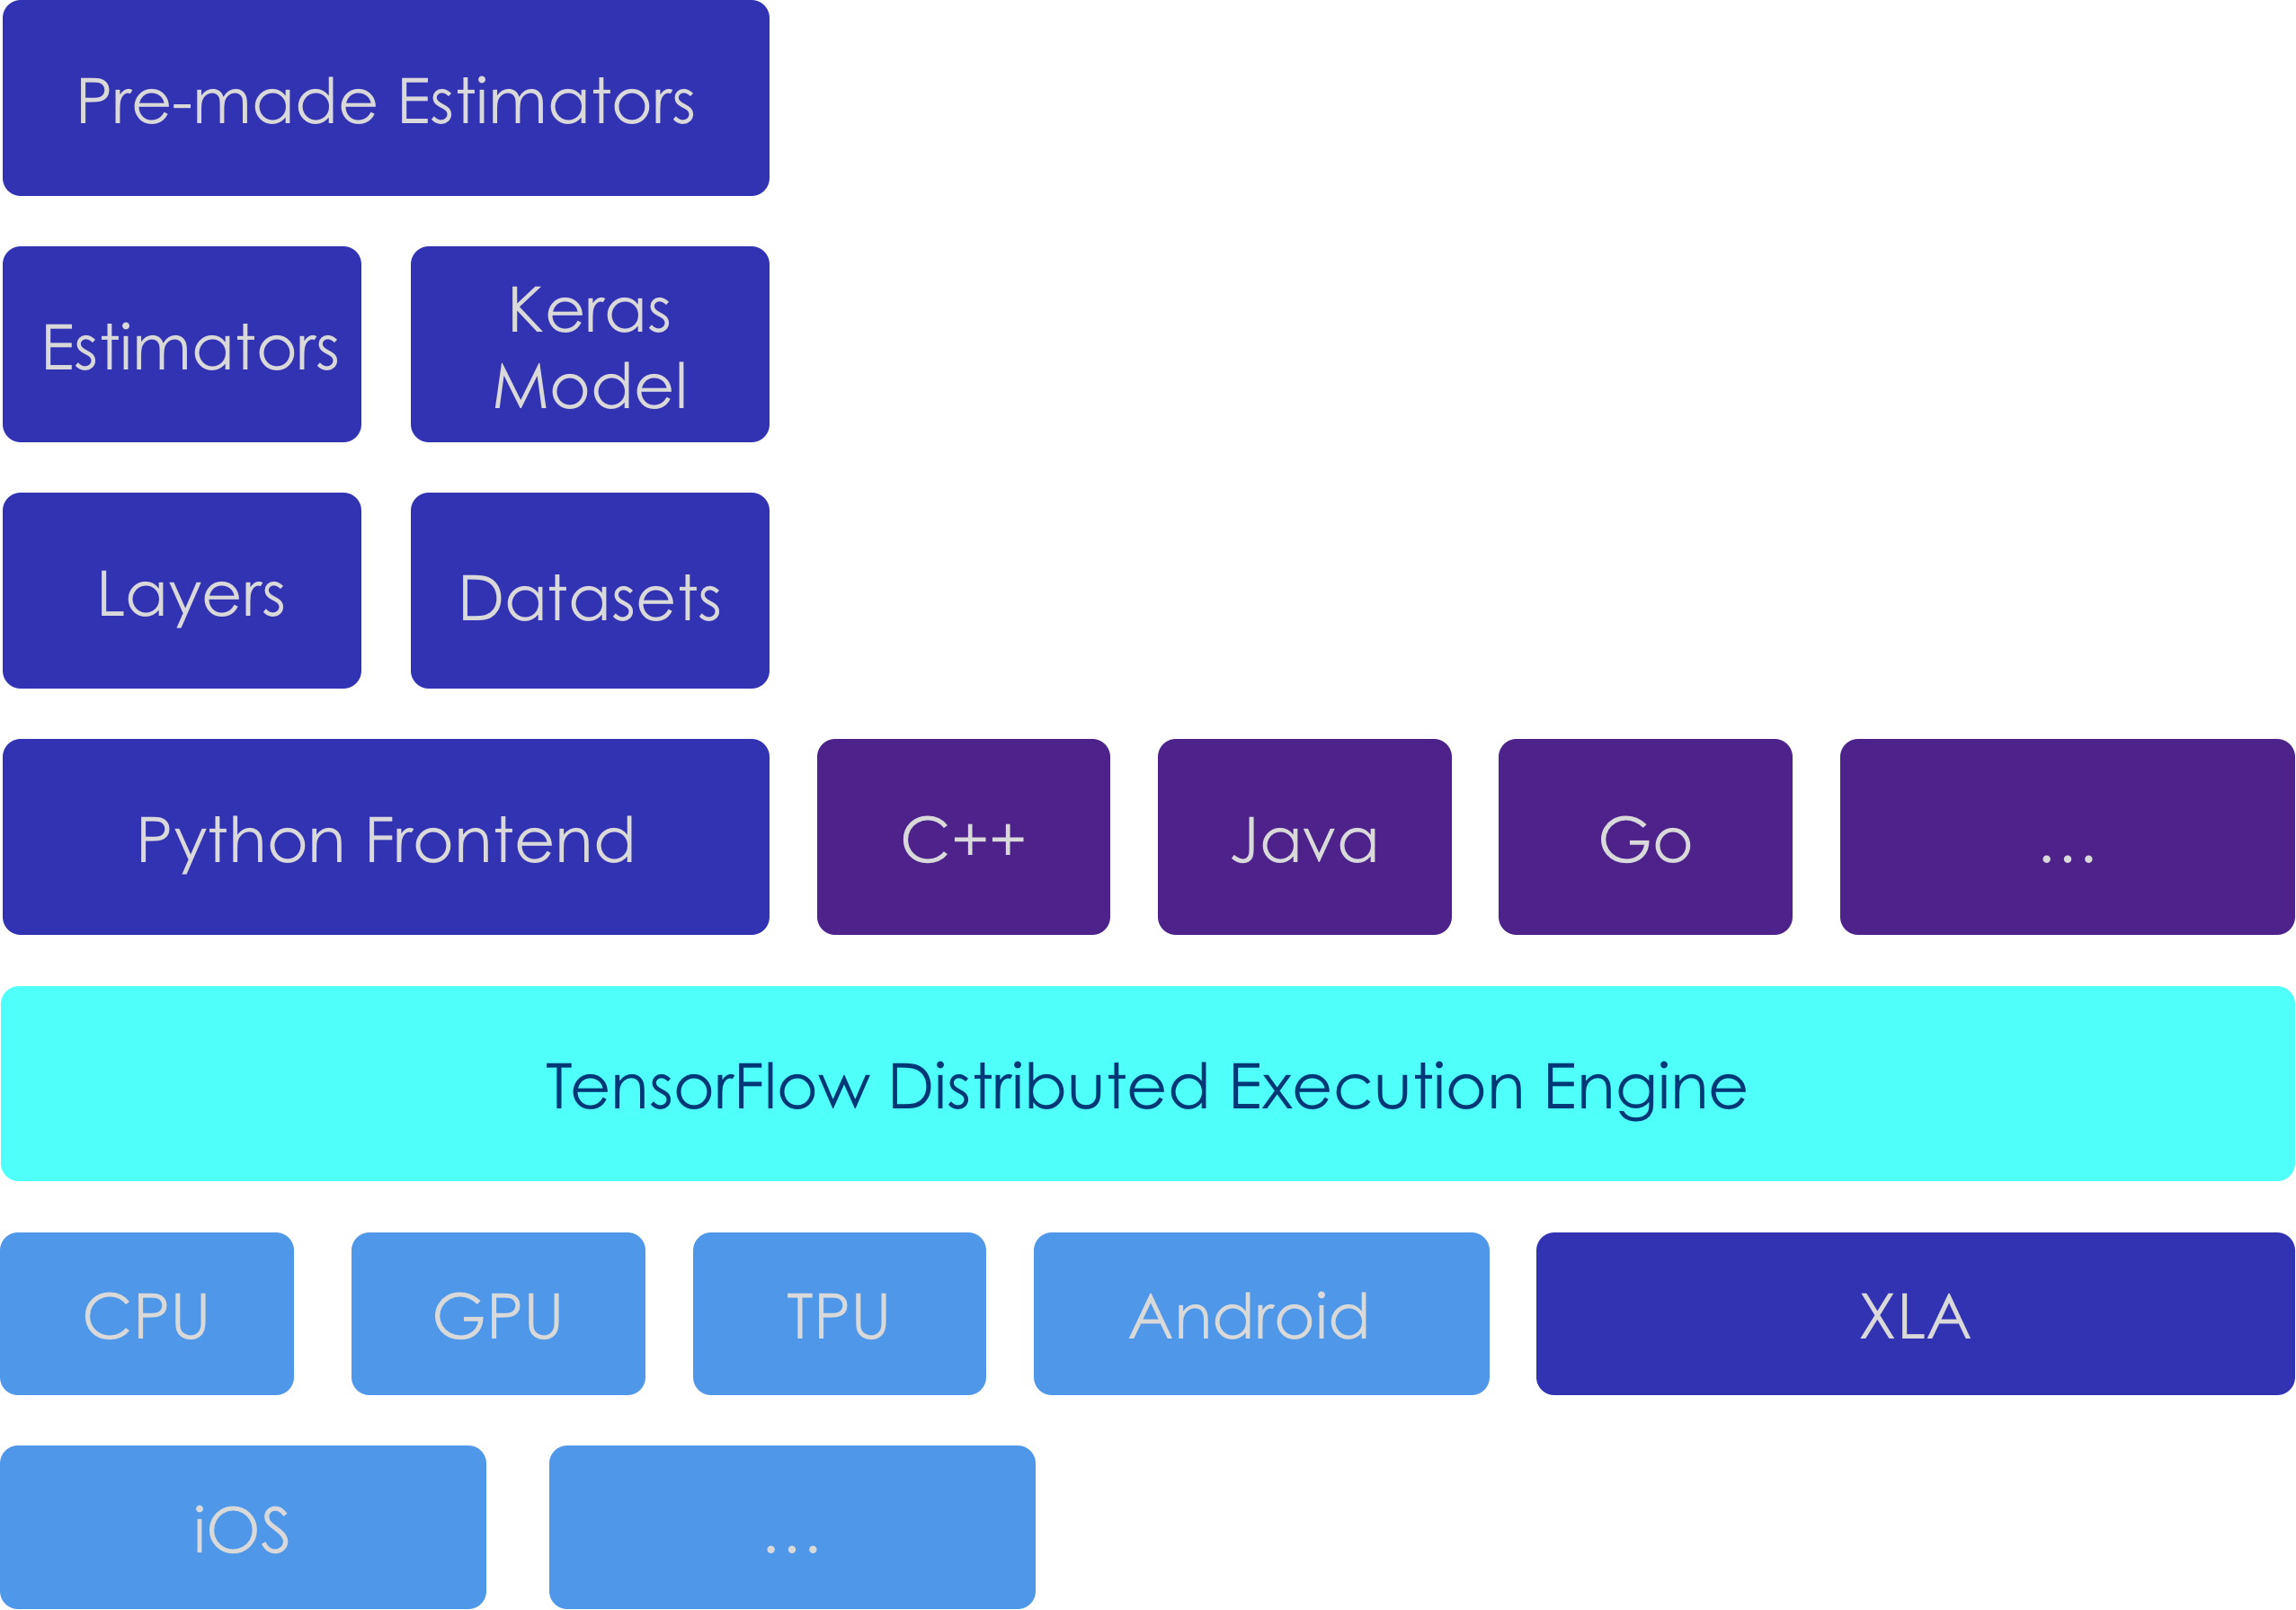 Pre-made Estimators
Estimators
Keras
Model
Layers
Datasets
Python Frontend
C++
Java
Go
...
TensorFlow Distributed Execution Engine
CPU
GPU
TPU
Android
XLA
iOS
...